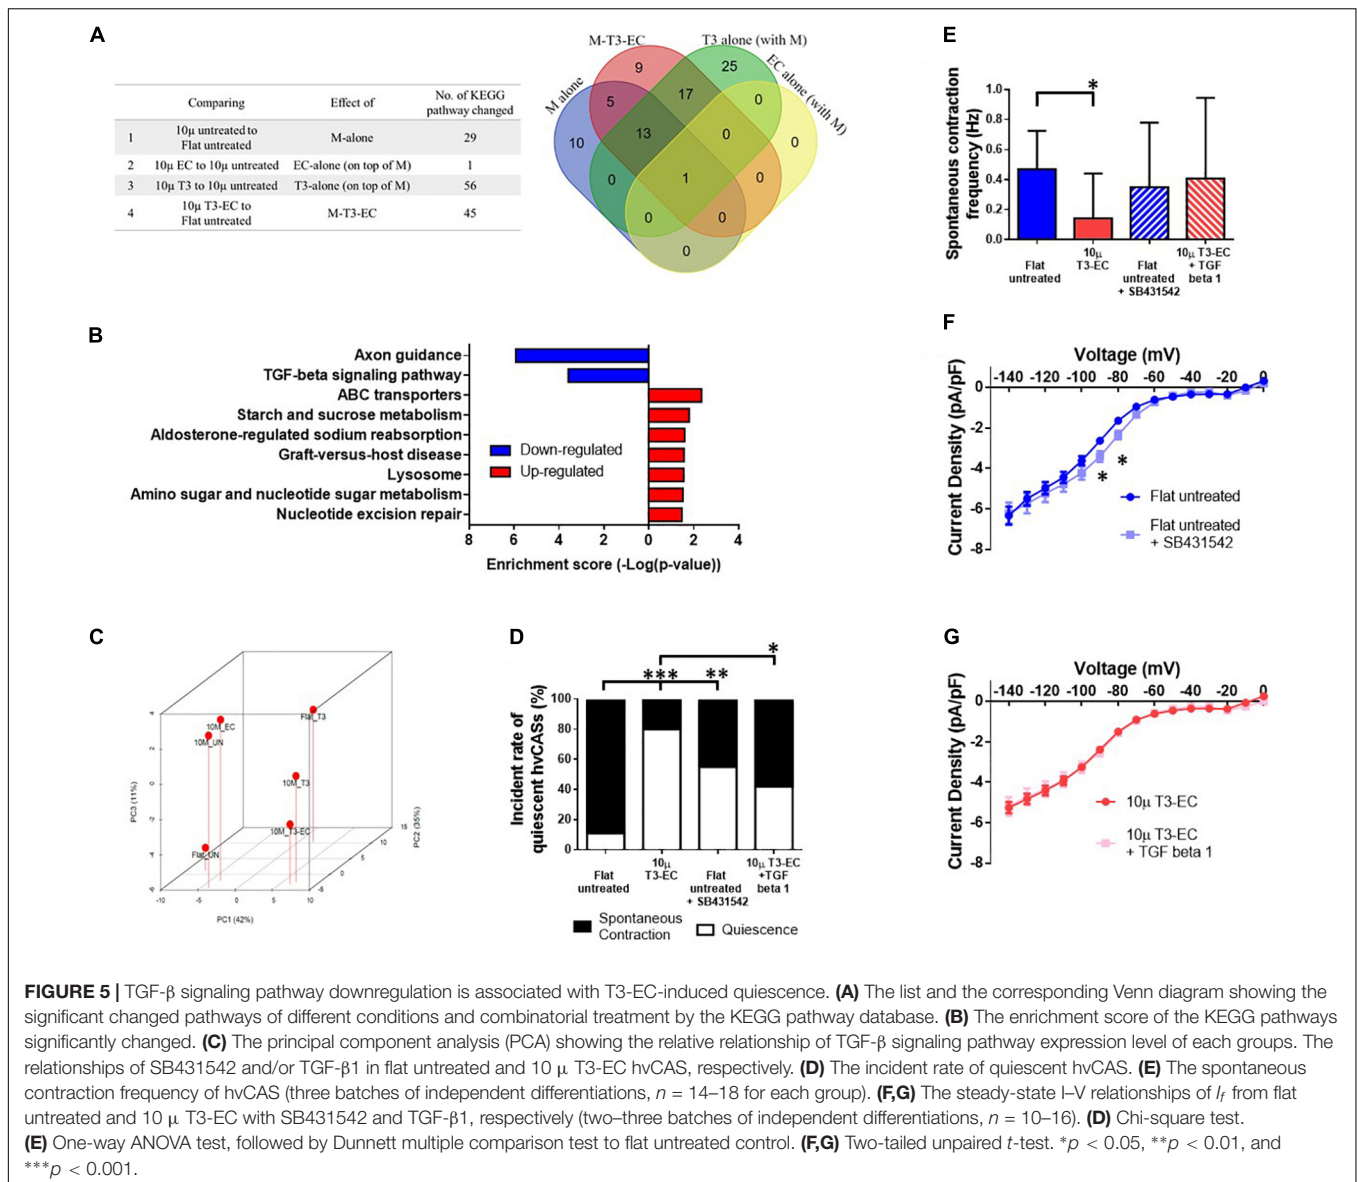 A
Comparing Effect of No. of KEGG pathway changed
1 10μ untreated to Flat untreated M-alone 29
2 10μ EC to 10μ untreated EC-alone (on top of M) 1
3 10μ T3 to 10μ untreated T3-alone (on top of M) 56
4 10μ T3-EC to Flat untreated M-T3-EC 45
M alone
M-T3-EC
T3 alone (with M)
EC alone (with M)
9
25
5
17
0
10
13
0
0
0
1
0
0
0
0
B
Axon guidance
TGF-beta signaling pathway
ABC transporters
Starch and sucrose metabolism
Aldosterone-regulated sodium reabsorption
Graft-versus-host disease
Lysosome
Amino sugar and nucleotide sugar metabolism
Nucleotide excision repair
Down-regulated
Up-regulated
8 6 4 2 0 2 4
Enrichment score (-Log(p-value))
C
PC3 (11%)
4
2
0
-2
-4
-6
10M_EC
10M_UN
Flat_T3
10M_T3
10M_T3-EC
Flat_UN
-10 -5 0 5 10
PC1 (42%)
-5
0
5
10
15
PC2 (35%)
D
Incident rate of
quiescent hvCASs (%)
100
80
60
40
20
0
***
**
*
Flat
untreated
10μ
T3-EC
Flat
untreated
+ SB431542
10μ T3-EC
+TGF
beta 1
Spontaneous
Contraction
Quiescence
E
Spontaneous contraction
frequency (Hz)
1.0
0.8
0.6
0.4
0.2
0.0
*
Flat
untreated
10μ
T3-EC
Flat
untreated
+ SB431542
10μ T3-EC
+ TGF
beta 1
F
Voltage (mV)
-140 -120 -100 -80 -60 -40 -20 0
Current Density (pA/pF)
0
-2
-4
-6
-8
*
*
Flat untreated
Flat untreated
+ SB431542
G
Voltage (mV)
-140 -120 -100 -80 -60 -40 -20 0
Current Density (pA/pF)
0
-2
-4
-6
-8
10μ T3-EC
10μ T3-EC
+ TGF beta 1
FIGURE 5 | TGF-β signaling pathway downregulation is associated with T3-EC-induced quiescence. (A) The list and the corresponding Venn diagram showing the
significant changed pathways of different conditions and combinatorial treatment by the KEGG pathway database. (B) The enrichment score of the KEGG pathways
significantly changed. (C) The principal component analysis (PCA) showing the relative relationship of TGF-β signaling pathway expression level of each groups. The
relationships of SB431542 and/or TGF-β1 in flat untreated and 10 μ T3-EC hvCAS, respectively. (D) The incident rate of quiescent hvCAS. (E) The spontaneous
contraction frequency of hvCAS (three batches of independent differentiations, n = 14–18 for each group). (F,G) The steady-state I–V relationships of If from flat
untreated and 10 μ T3-EC with SB431542 and TGF-β1, respectively (two–three batches of independent differentiations, n = 10–16). (D) Chi-square test.
(E) One-way ANOVA test, followed by Dunnett multiple comparison test to flat untreated control. (F,G) Two-tailed unpaired t-test. *p < 0.05, **p < 0.01, and
***p < 0.001.